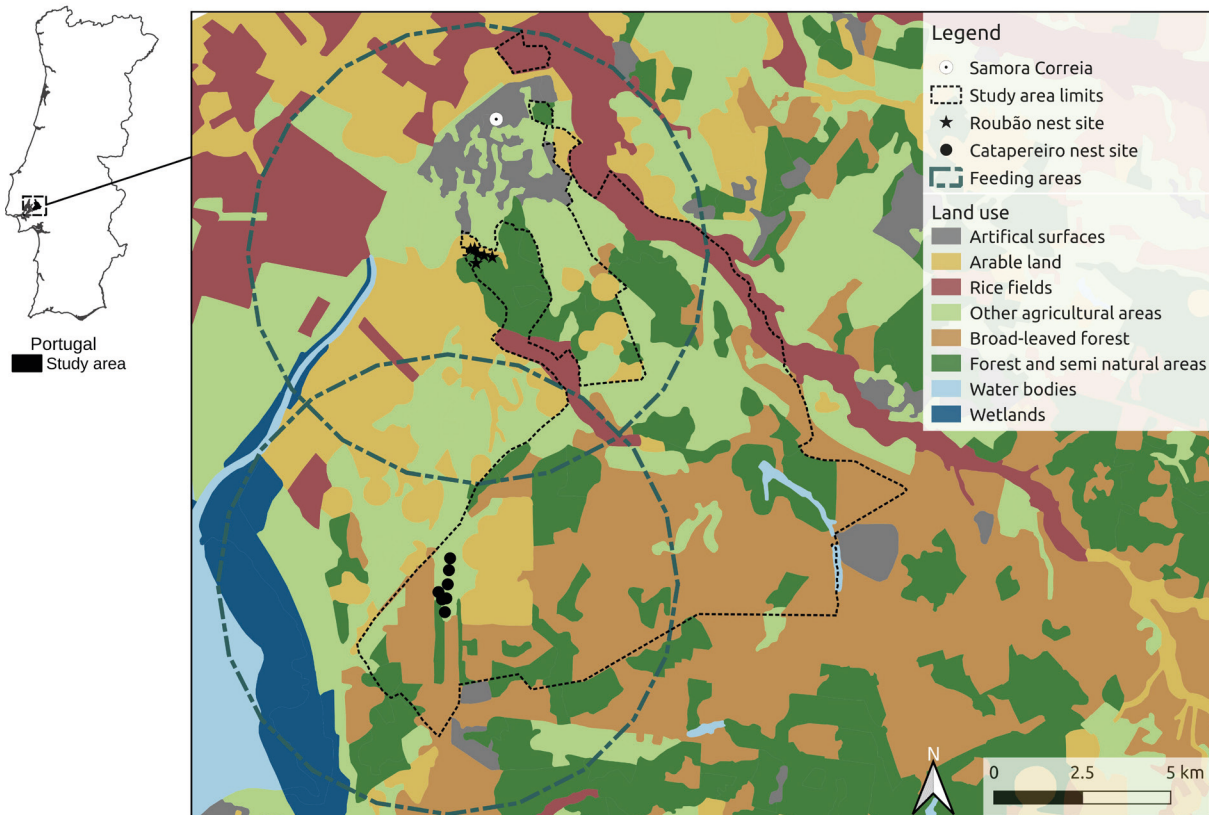 Portugal
Study area
Legend
Samora Correia
Study area limits
Roubão nest site
Catapereiro nest site
Feeding areas
Land use
Artifical surfaces
Arable land
Rice fields
Other agricultural areas
Broad-leaved forest
Forest and semi natural areas
Water bodies
Wetlands
N
0 2.5 5 km